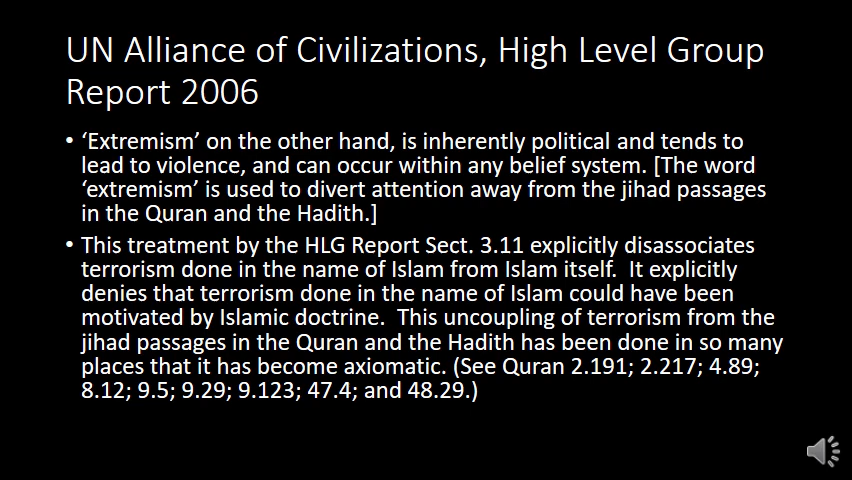 UN Alliance of Civilizations, High Level Group
Report 2006
• ‘Extremism’ on the other hand, is inherently political and tends to
lead to violence, and can occur within any belief system. [The word
‘extremism’ is used to divert attention away from the jihad passages
in the Quran and the Hadith.]
• This treatment by the HLG Report Sect. 3.11 explicitly disassociates
terrorism done in the name of Islam from Islam itself.  It explicitly
denies that terrorism done in the name of Islam could have been
motivated by Islamic doctrine.  This uncoupling of terrorism from the
jihad passages in the Quran and the Hadith has been done in so many
places that it has become axiomatic. (See Quran 2.191; 2.217; 4.89;
8.12; 9.5; 9.29; 9.123; 47.4; and 48.29.)